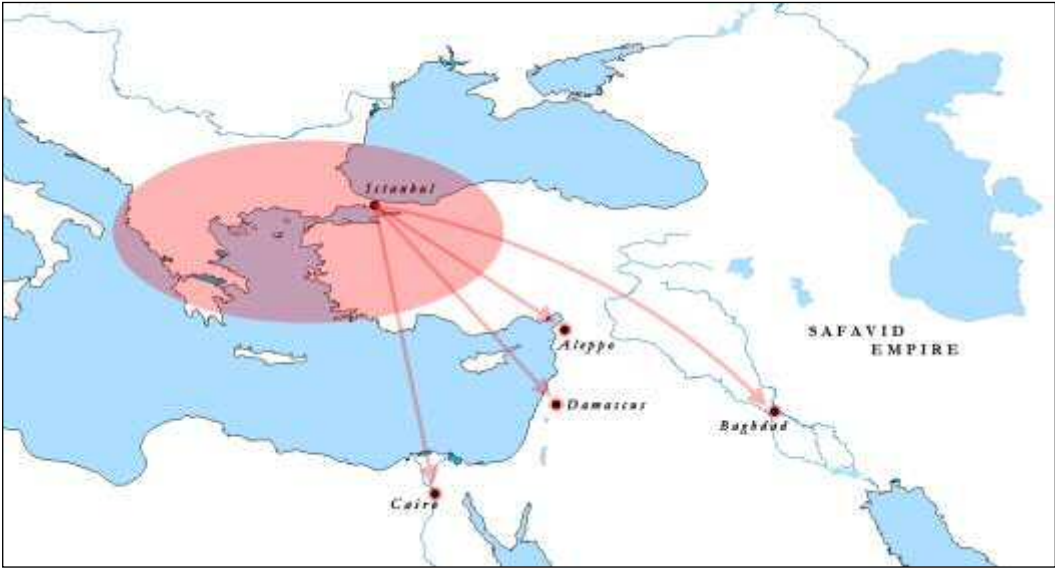 Istanbul
SAFAVID
EMPIRE
Aleppo
Damascus
Baghdad
Cairo